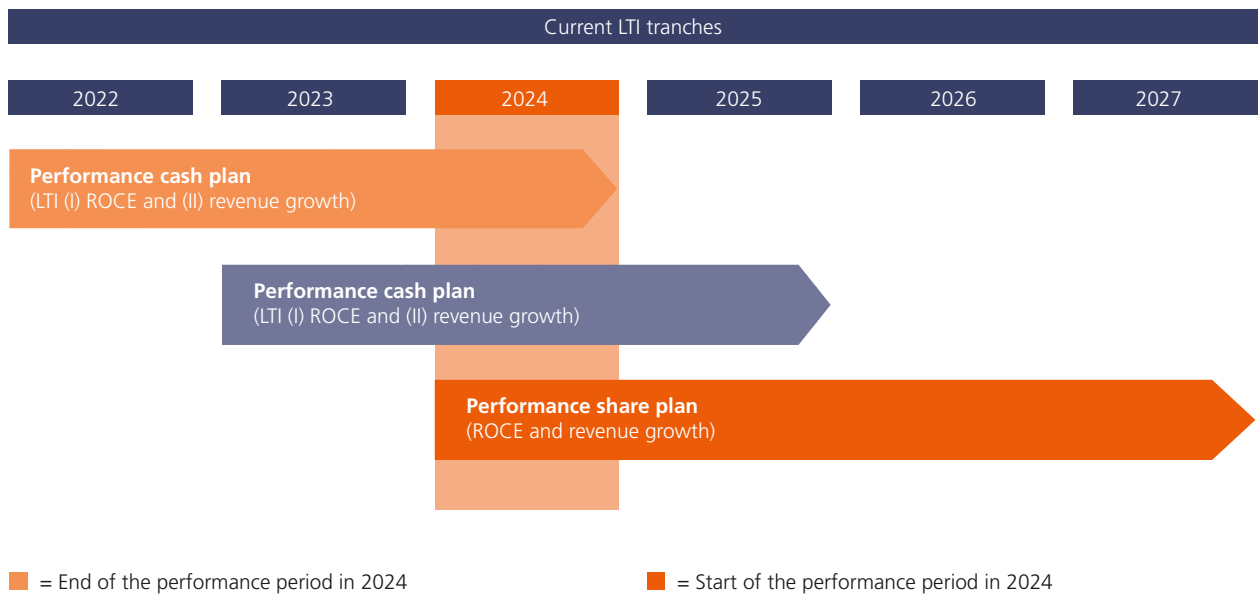 Current LTI tranches
2022
2023
2024
2025
2026
2027
Performance cash plan
(LTI (I) ROCE and (II) revenue growth)
Performance cash plan
(LTI (I) ROCE and (II) revenue growth)
Performance share plan
(ROCE and revenue growth)
= End of the performance period in 2024
= Start of the performance period in 2024